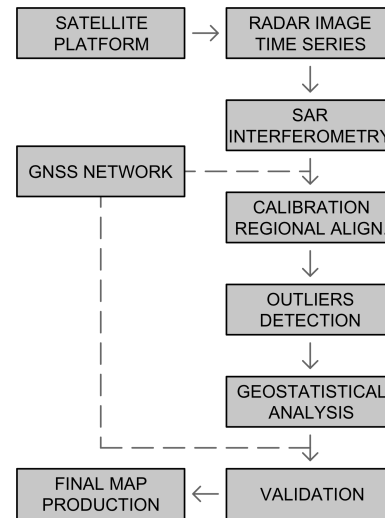 SATELLITE
PLATFORM
RADAR IMAGE
TIME SERIES
SAR
INTERFEROMETRY
GNSS NETWORK
CALIBRATION
REGIONAL ALIGN.
OUTLIERS
DETECTION
GEOSTATISTICAL
ANALYSIS
FINAL MAP
PRODUCTION
VALIDATION